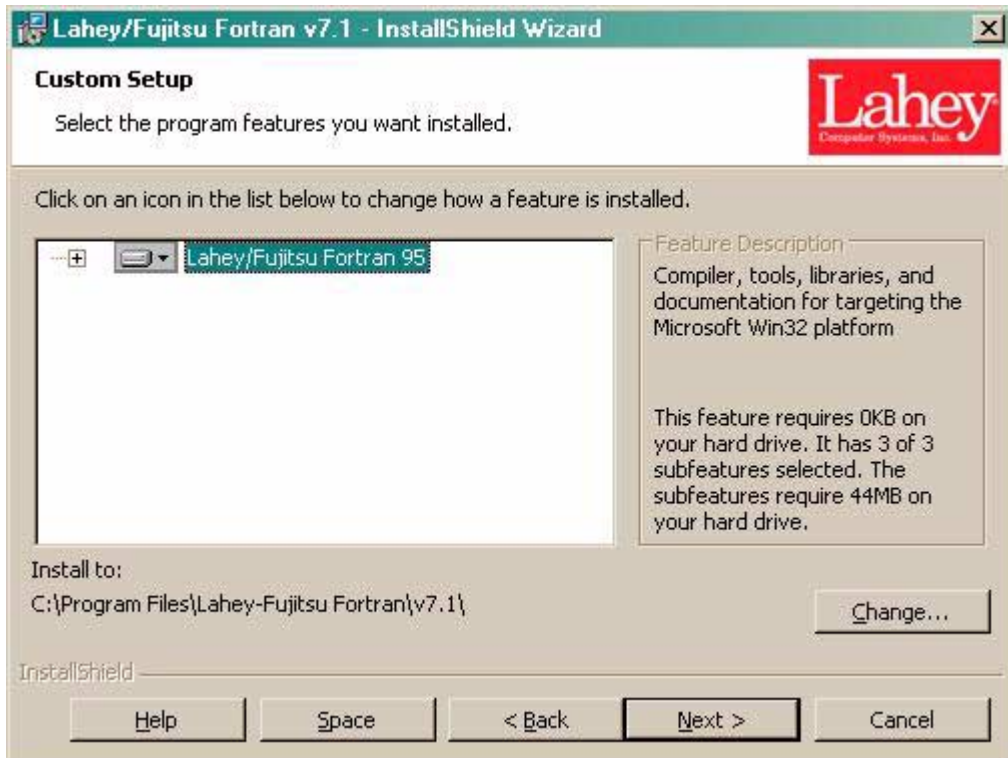 Lahey/Fujitsu Fortran v7.1 - InstallShield Wizard
Custom Setup
Select the program features you want installed.
Lahey
Computer Systems, Inc.
Click on an icon in the list below to change how a feature is installed.
Lahey/Fujitsu Fortran 95
Feature Description
Compiler, tools, libraries, and
documentation for targeting the
Microsoft Win32 platform
This feature requires 0KB on
your hard drive. It has 3 of 3
subfeatures selected. The
subfeatures require 44MB on
your hard drive.
Install to:
C:\Program Files\Lahey-Fujitsu Fortran\v7.1\
Change...
InstallShield
Help
Space
< Back
Next >
Cancel